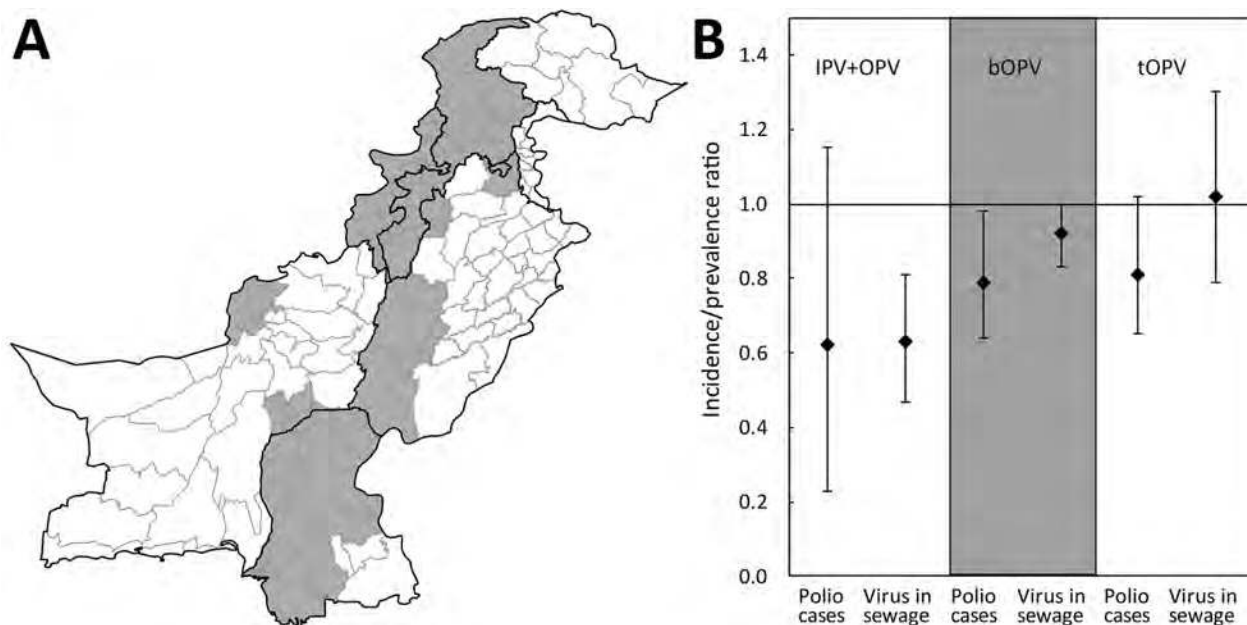 A
B
Incidence/prevalence ratio
1.4
1.2
1.0
0.8
0.6
0.4
0.2
0.0
IPV+OPV
bOPV
tOPV
Polio cases
Virus in sewage
Polio cases
Virus in sewage
Polio cases
Virus in sewage